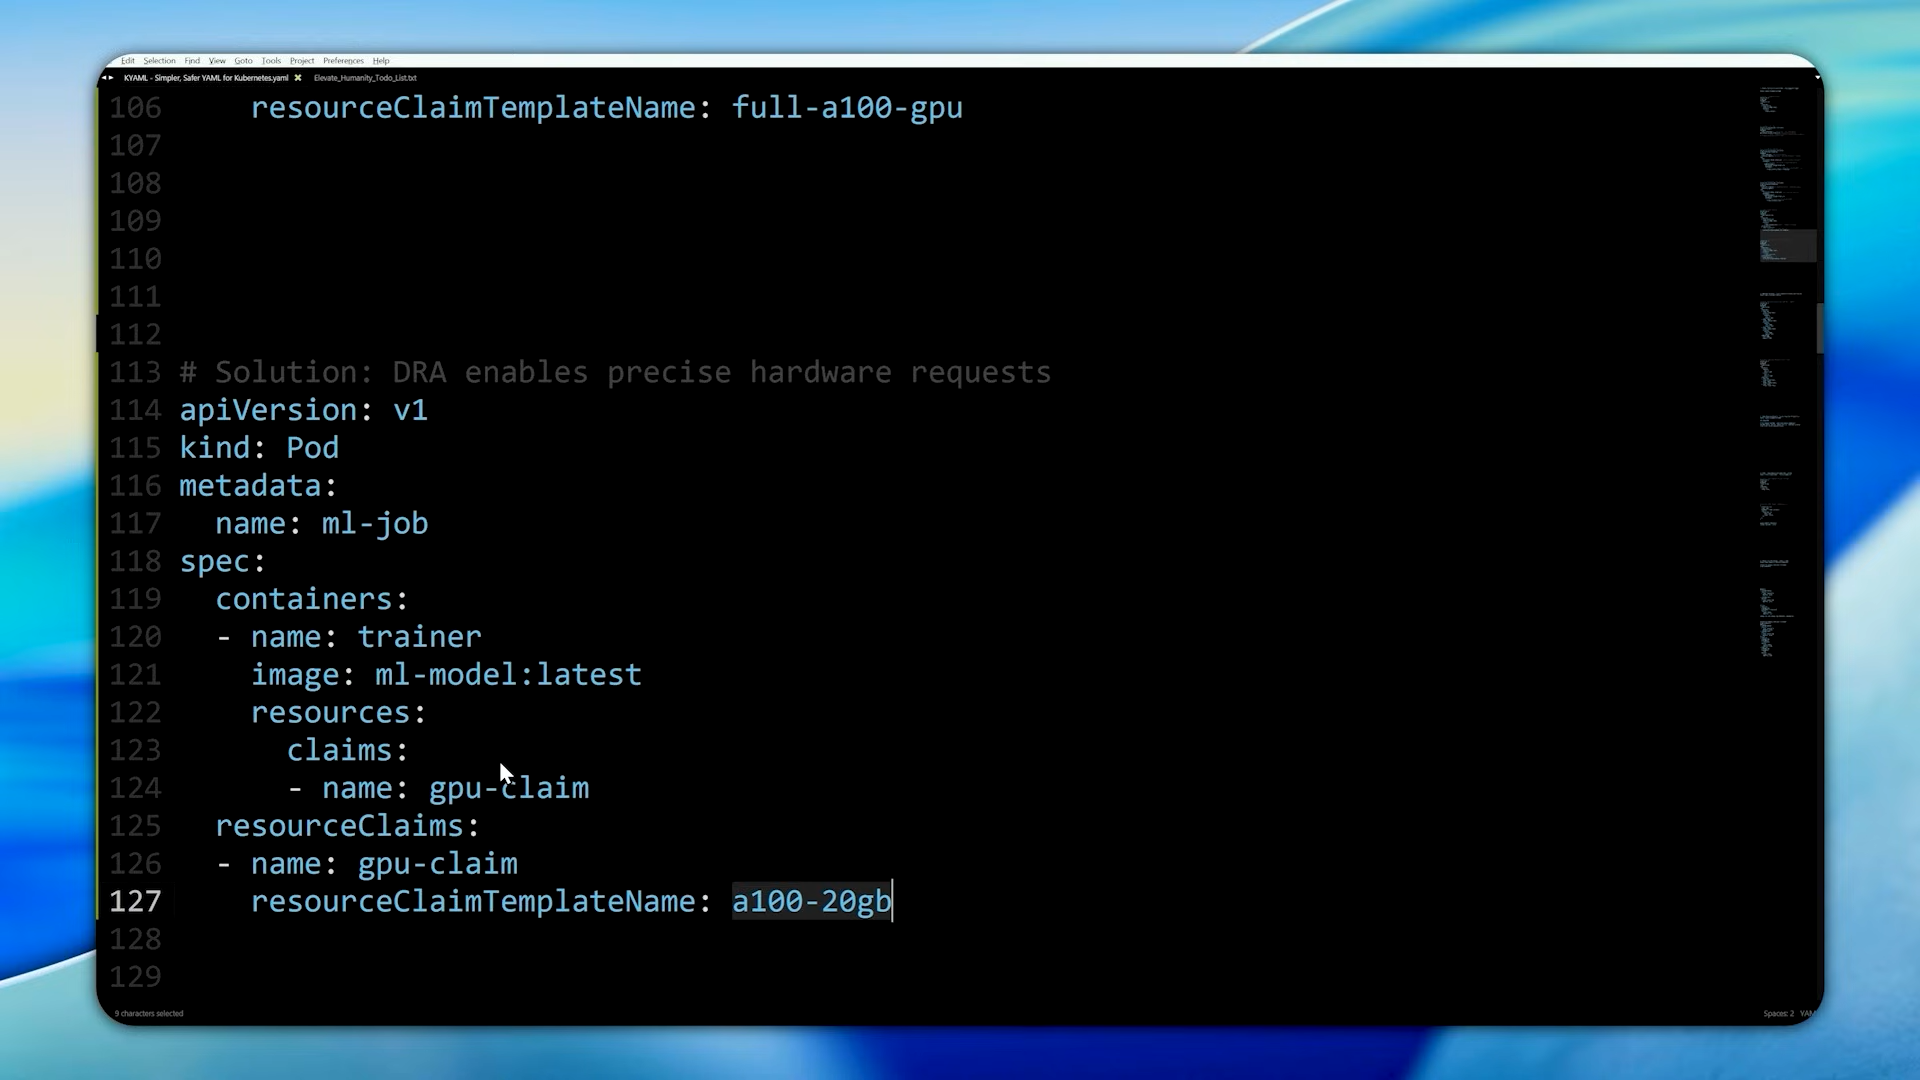 Edit Selection Find View Goto Tools Project Preferences Help
KYAML - Simpler, Safer YAML for Kubernetes.yaml Elevate_Humanity_Todo_List.txt
106 resourceClaimTemplateName: full-a100-gpu
107
108
109
110
111
112
113 # Solution: DRA enables precise hardware requests
114 apiVersion: v1
115 kind: Pod
116 metadata:
117 name: ml-job
118 spec:
119 containers:
120 - name: trainer
121 image: ml-model:latest
122 resources:
123 claims:
124 - name: gpu-claim
125 resourceClaims:
126 - name: gpu-claim
127 resourceClaimTemplateName: a100-20gb
128
129
9 characters selected Spaces: 2